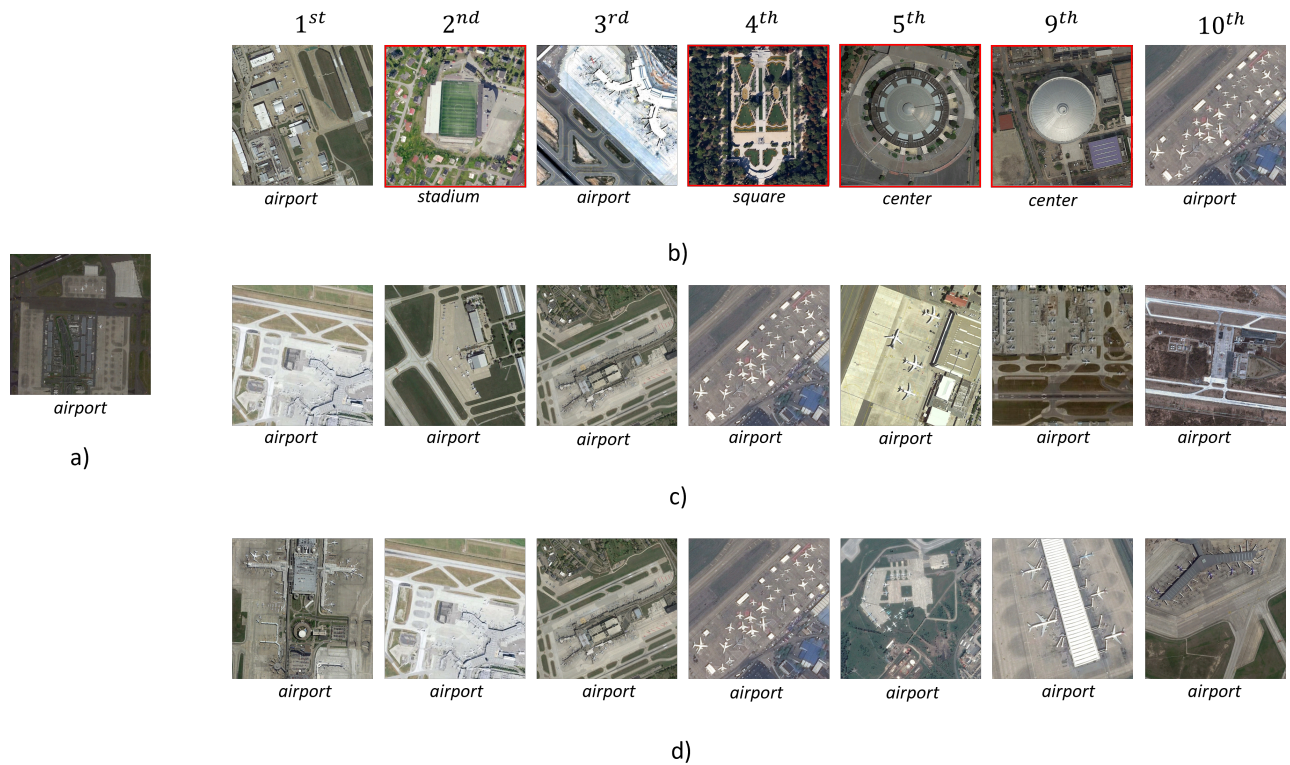 1st 2nd 3rd 4th 5th 9th 10th
airport stadium airport square center center airport
b)
airport
a)
airport airport airport airport airport airport airport
c)
airport airport airport airport airport airport airport
d)